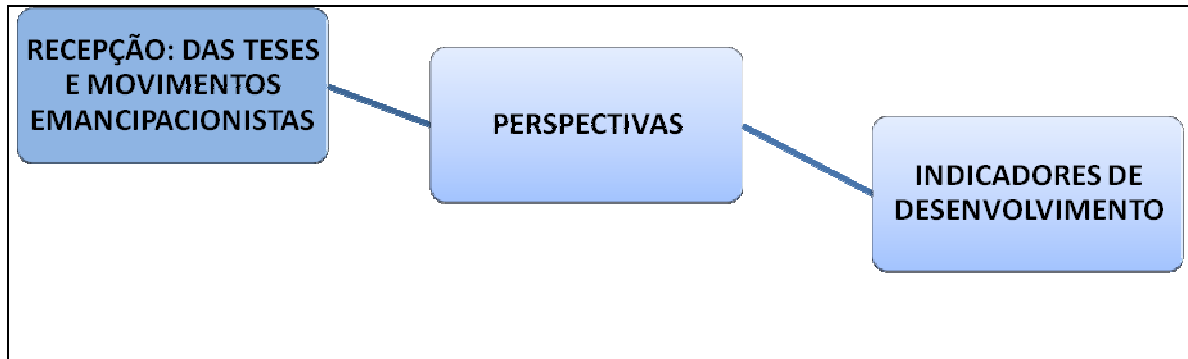 RECEPÇÃO: DAS TESES
E MOVIMENTOS
EMANCIPACIONISTAS
PERSPECTIVAS
INDICADORES DE
DESENVOLVIMENTO